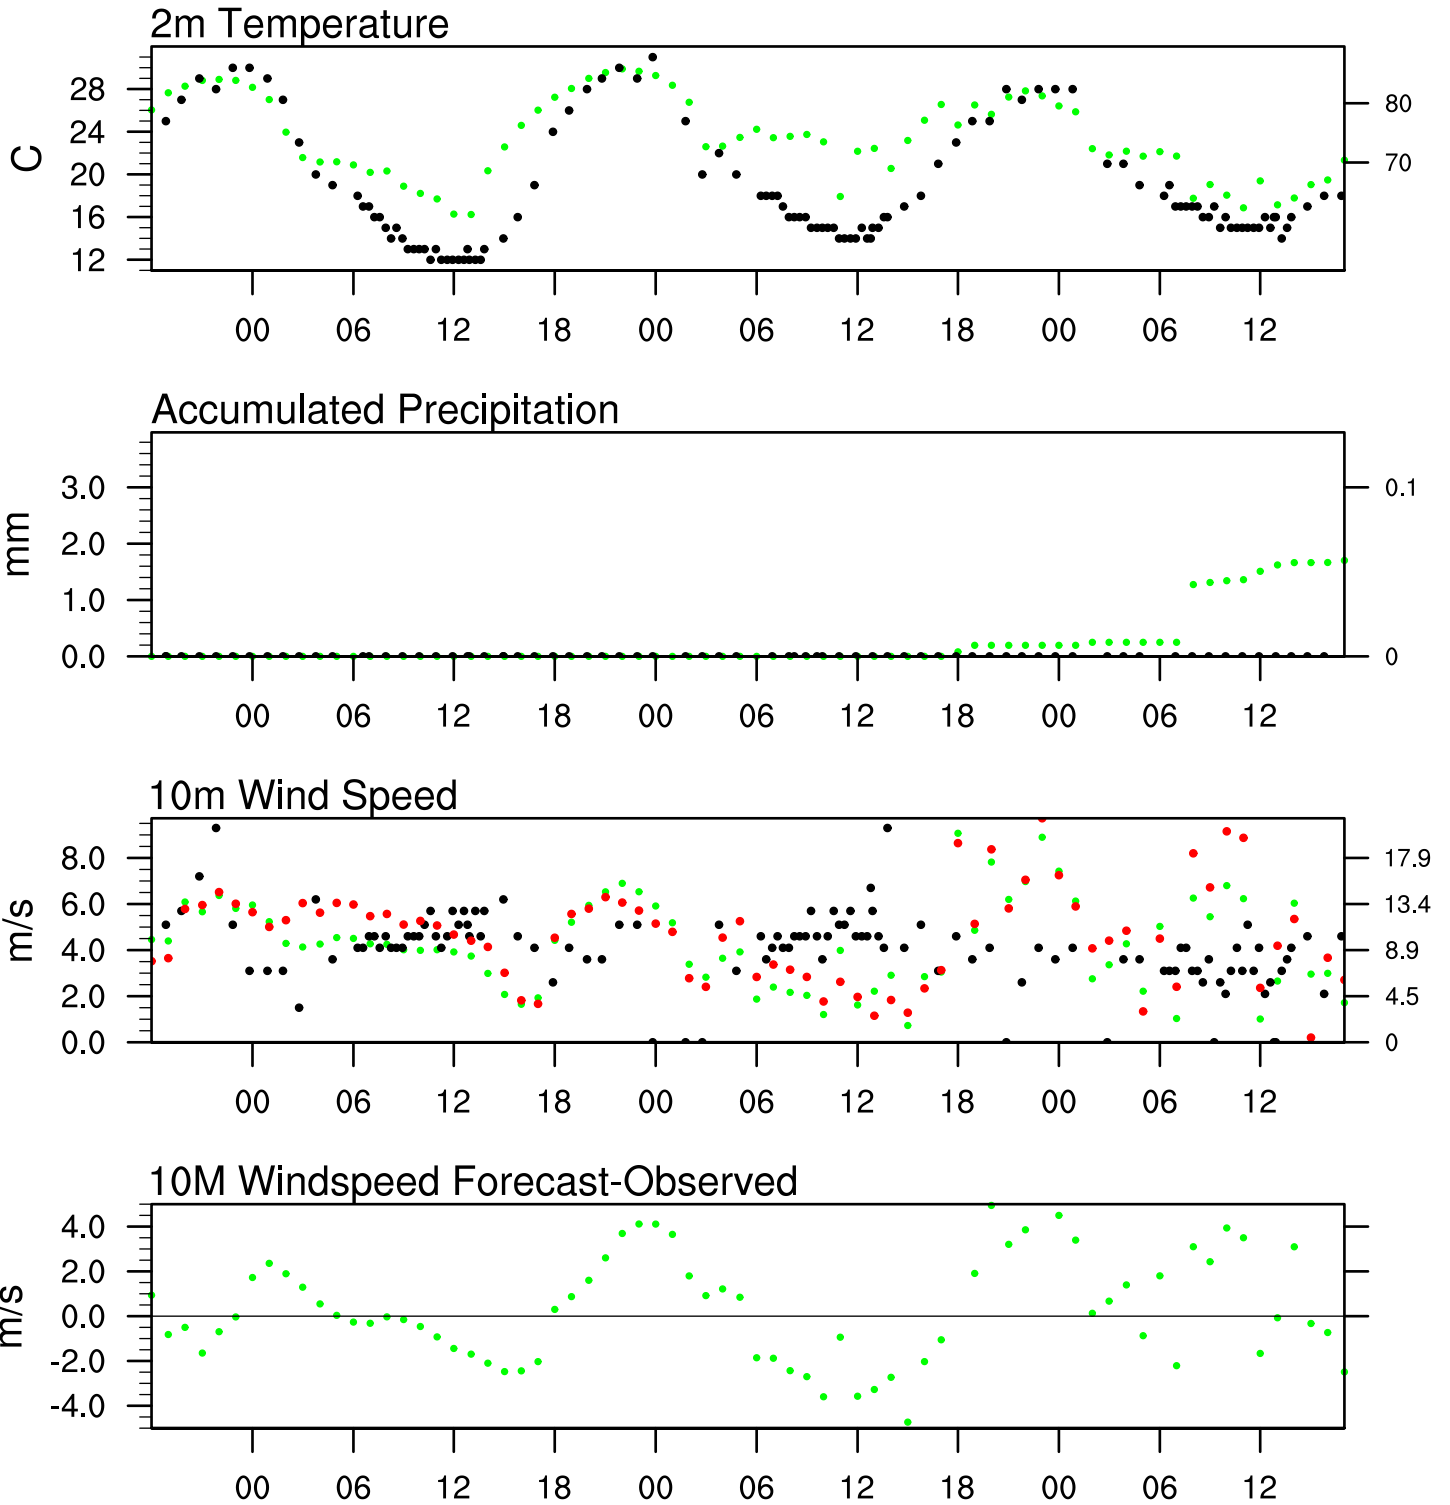 2m Temperature
28
24
20
16
12
C
80
70
00 06 12 18 00 06 12 18 00 06 12
Accumulated Precipitation
3.0
2.0
1.0
0.0
mm
0.1
0
00 06 12 18 00 06 12 18 00 06 12
10m Wind Speed
8.0
6.0
4.0
2.0
0.0
m/s
17.9
13.4
8.9
4.5
0
00 06 12 18 00 06 12 18 00 06 12
10M Windspeed Forecast-Observed
4.0
2.0
0.0
-2.0
-4.0
m/s
00 06 12 18 00 06 12 18 00 06 12